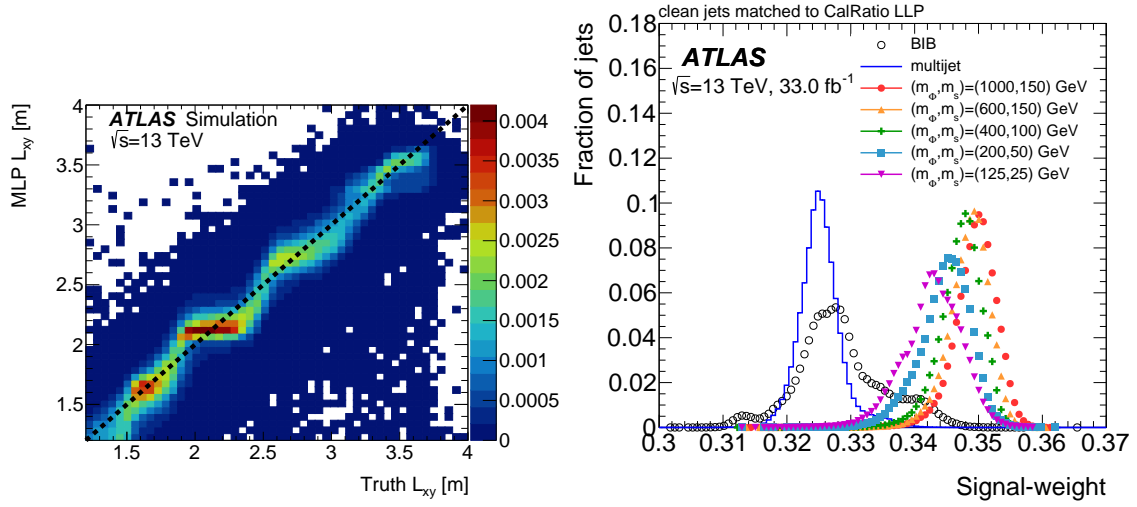 ATLAS Simulation
√s=13 TeV
MLP L_xy [m]
4
3.5
3
2.5
2
1.5
1.5 2 2.5 3 3.5 4
Truth L_xy [m]
0.004
0.0035
0.003
0.0025
0.002
0.0015
0.001
0.0005
0
clean jets matched to CalRatio LLP
Fraction of jets
0.18
0.16
0.14
0.12
0.1
0.08
0.06
0.04
0.02
0
ATLAS
√s=13 TeV, 33.0 fb⁻¹
BIB
multijet
(m_Φ,m_s)=(1000,150) GeV
(m_Φ,m_s)=(600,150) GeV
(m_Φ,m_s)=(400,100) GeV
(m_Φ,m_s)=(200,50) GeV
(m_Φ,m_s)=(125,25) GeV
0.3 0.31 0.32 0.33 0.34 0.35 0.36 0.37
Signal-weight